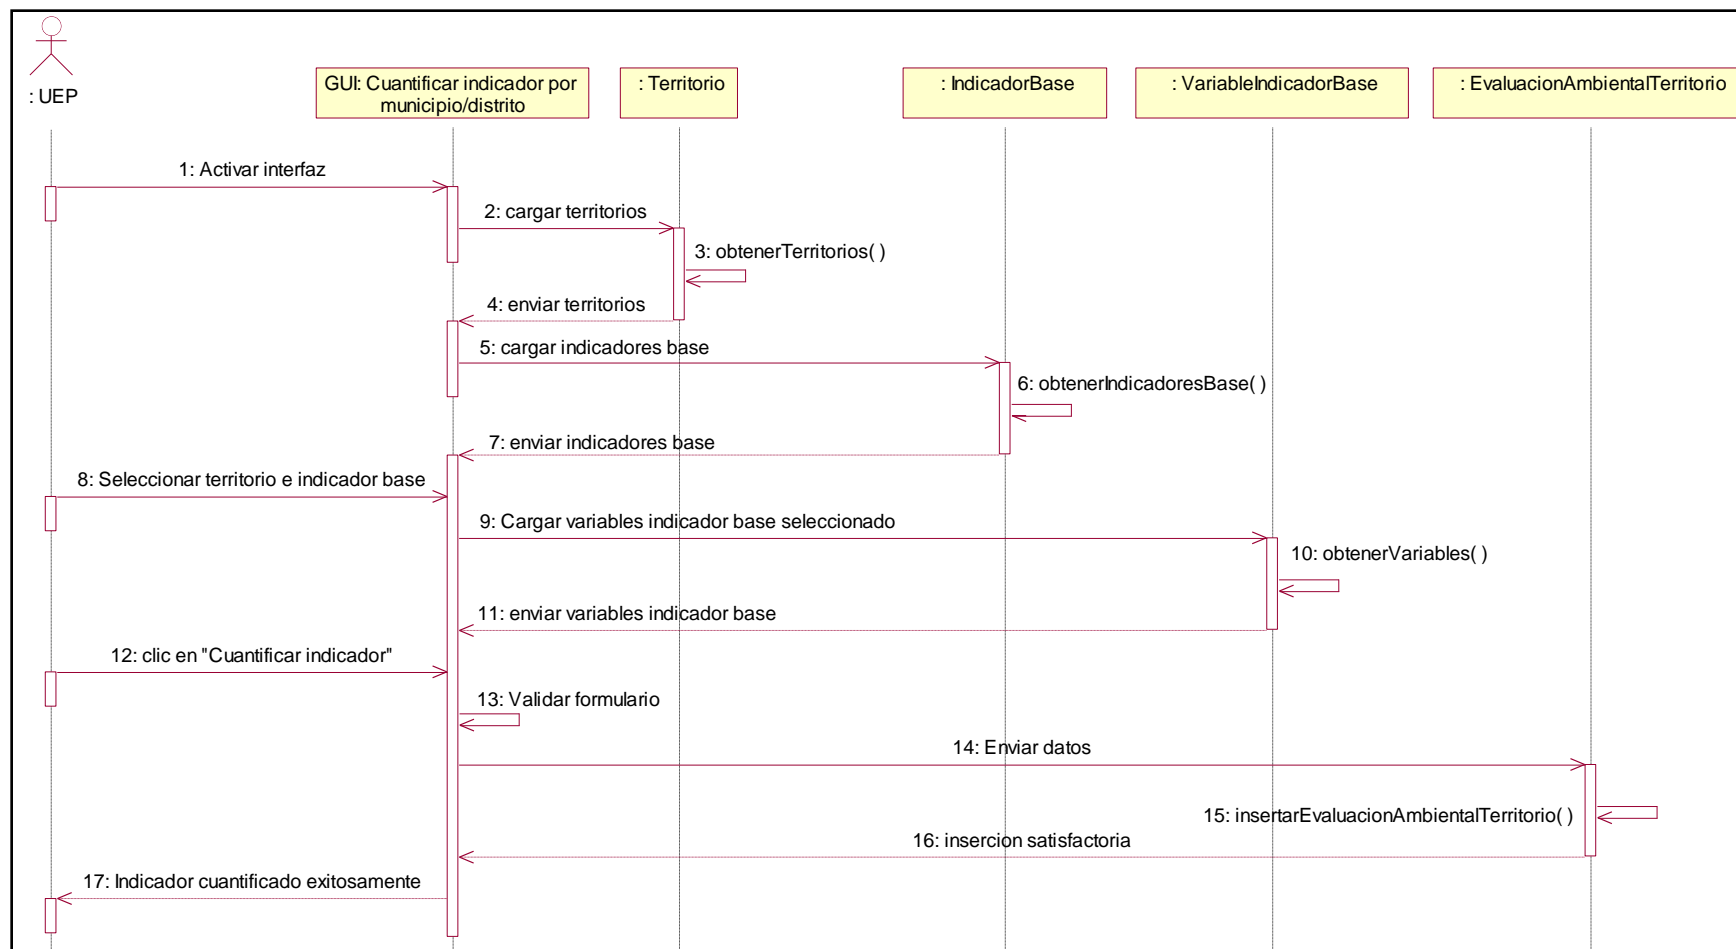 : UEP
GUI: Cuantificar indicador por
municipio/distrito
: Territorio
: IndicadorBase
: VariableIndicadorBase
: EvaluacionAmbientalTerritorio
1: Activar interfaz
2: cargar territorios
3: obtenerTerritorios( )
4: enviar territorios
5: cargar indicadores base
6: obtenerIndicadoresBase( )
7: enviar indicadores base
8: Seleccionar territorio e indicador base
9: Cargar variables indicador base seleccionado
10: obtenerVariables( )
11: enviar variables indicador base
12: clic en "Cuantificar indicador"
13: Validar formulario
14: Enviar datos
15: insertarEvaluacionAmbientalTerritorio( )
16: insercion satisfactoria
17: Indicador cuantificado exitosamente